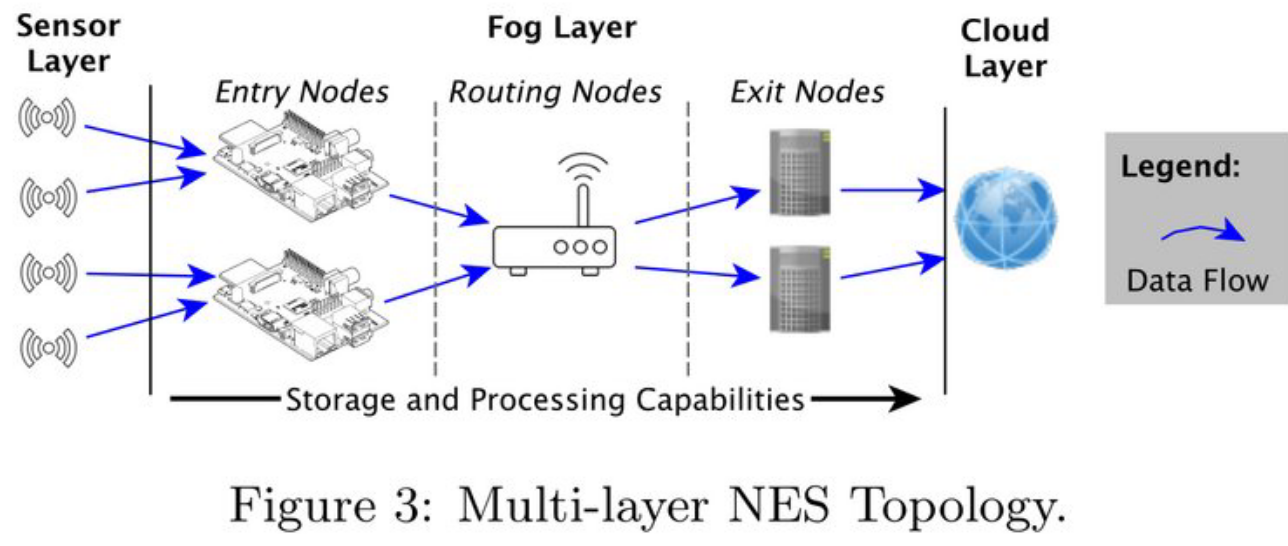 Sensor
Layer
Fog Layer
Cloud
Layer
Entry Nodes
Routing Nodes
Exit Nodes
Legend:
Data Flow
Storage and Processing Capabilities
Figure 3: Multi-layer NES Topology.